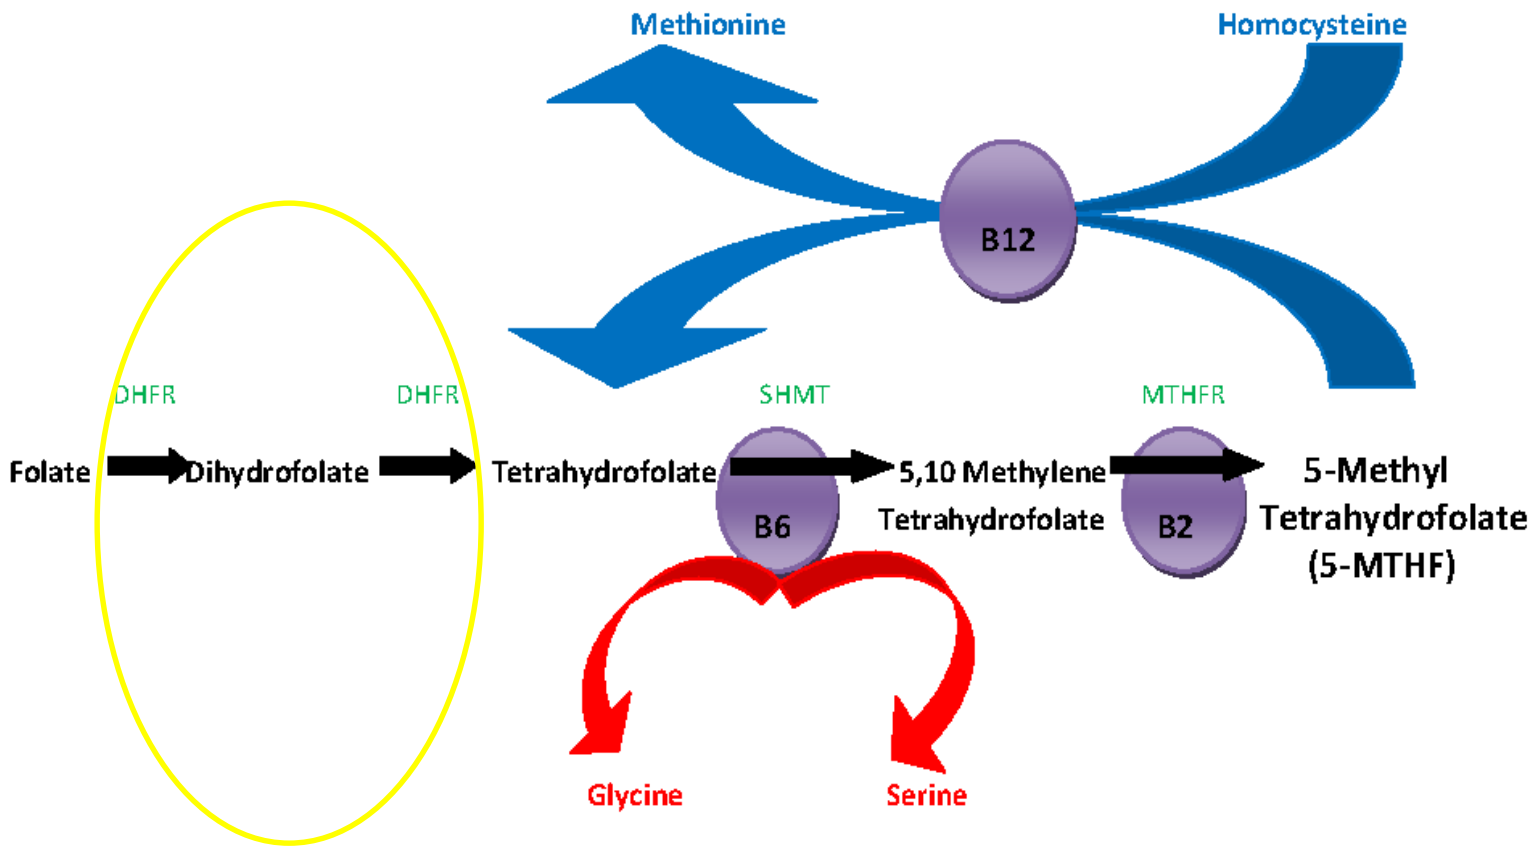 Methionine
Homocysteine
B12
DHFR
DHFR
SHMT
MTHFR
Folate
Dihydrofolate
Tetrahydrofolate
5,10 Methylene
Tetrahydrofolate
5-Methyl
Tetrahydrofolate
(5-MTHF)
B6
B2
Glycine
Serine